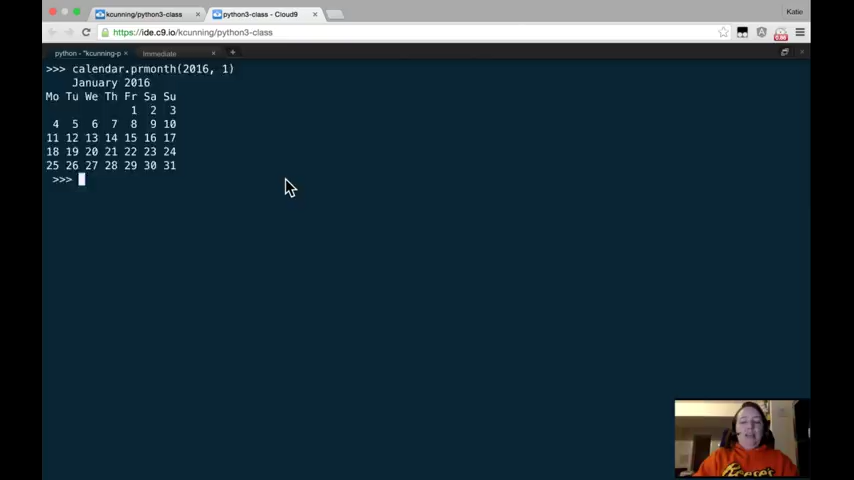 kcunning/python3-class
python3-class - Cloud9
Katie
https://ide.c9.io/kcunning/python3-class
python - "kcunning-p
Immediate
>>> calendar.prmonth(2016, 1)
January 2016
Mo Tu We Th Fr Sa Su
1 2 3
4 5 6 7 8 9 10
11 12 13 14 15 16 17
18 19 20 21 22 23 24
25 26 27 28 29 30 31
>>>
Reese's